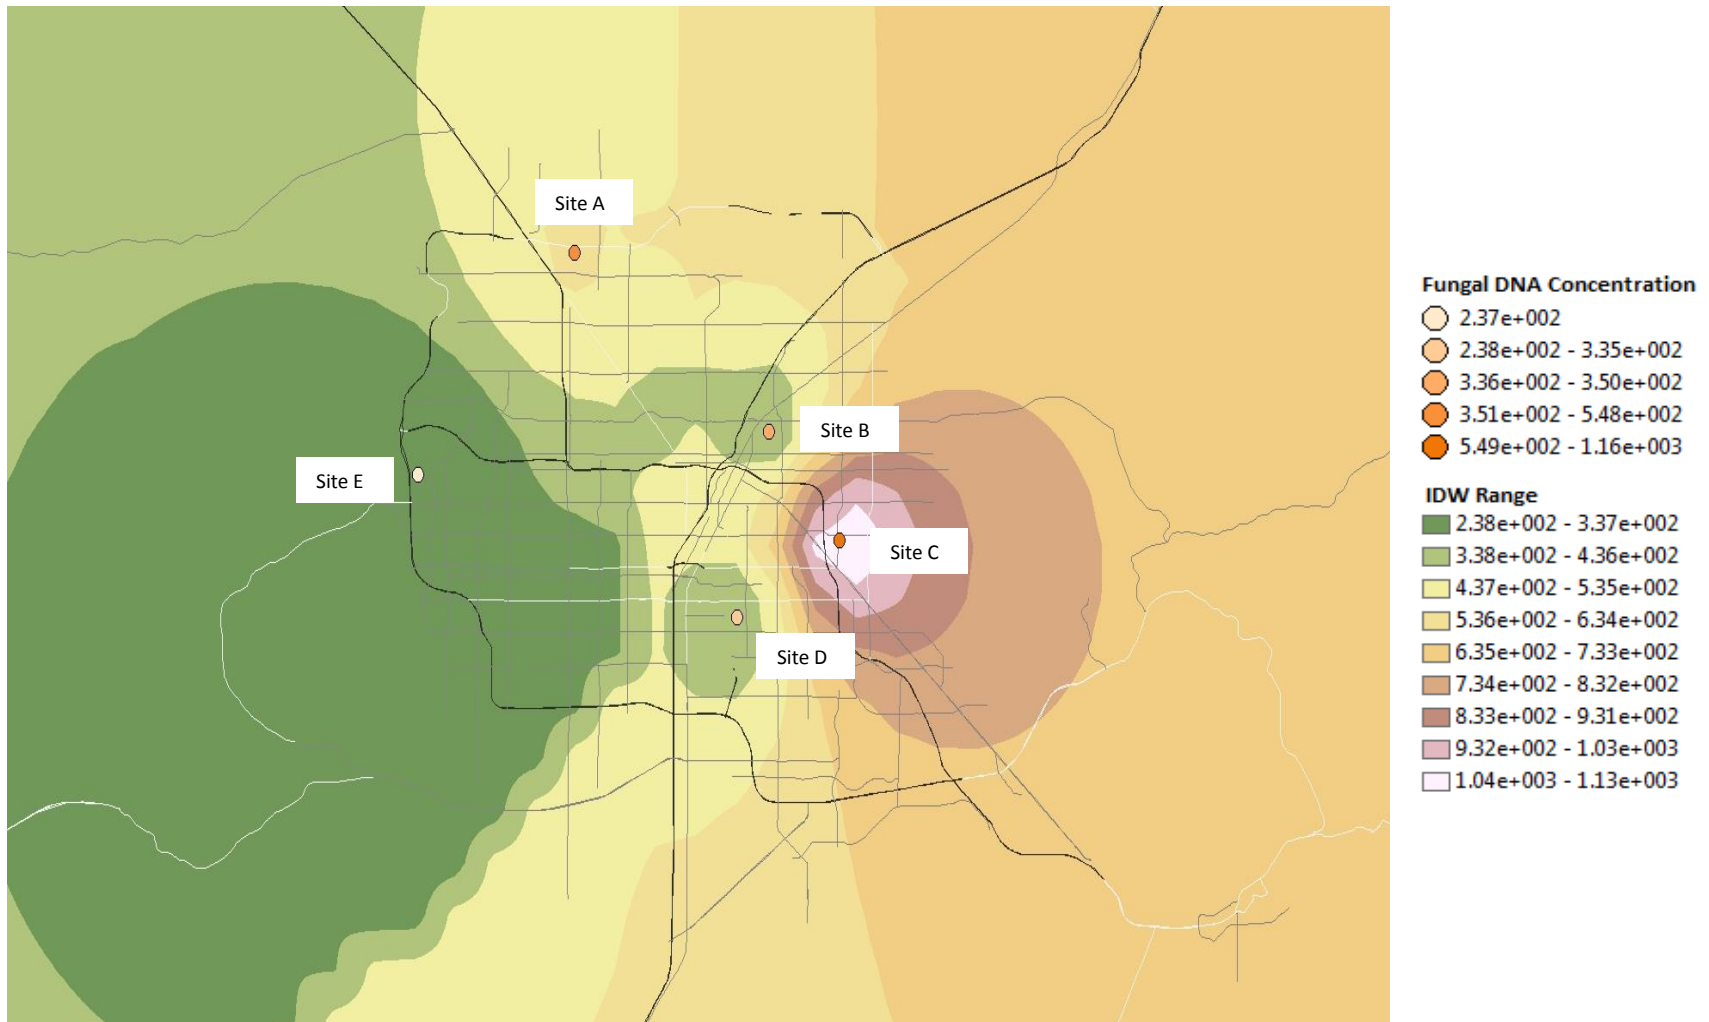 Site A
Site B
Site E
Site C
Site D
Fungal DNA Concentration
2.37e+002
2.38e+002 - 3.35e+002
3.36e+002 - 3.50e+002
3.51e+002 - 5.48e+002
5.49e+002 - 1.16e+003
IDW Range
2.38e+002 - 3.37e+002
3.38e+002 - 4.36e+002
4.37e+002 - 5.35e+002
5.36e+002 - 6.34e+002
6.35e+002 - 7.33e+002
7.34e+002 - 8.32e+002
8.33e+002 - 9.31e+002
9.32e+002 - 1.03e+003
1.04e+003 - 1.13e+003